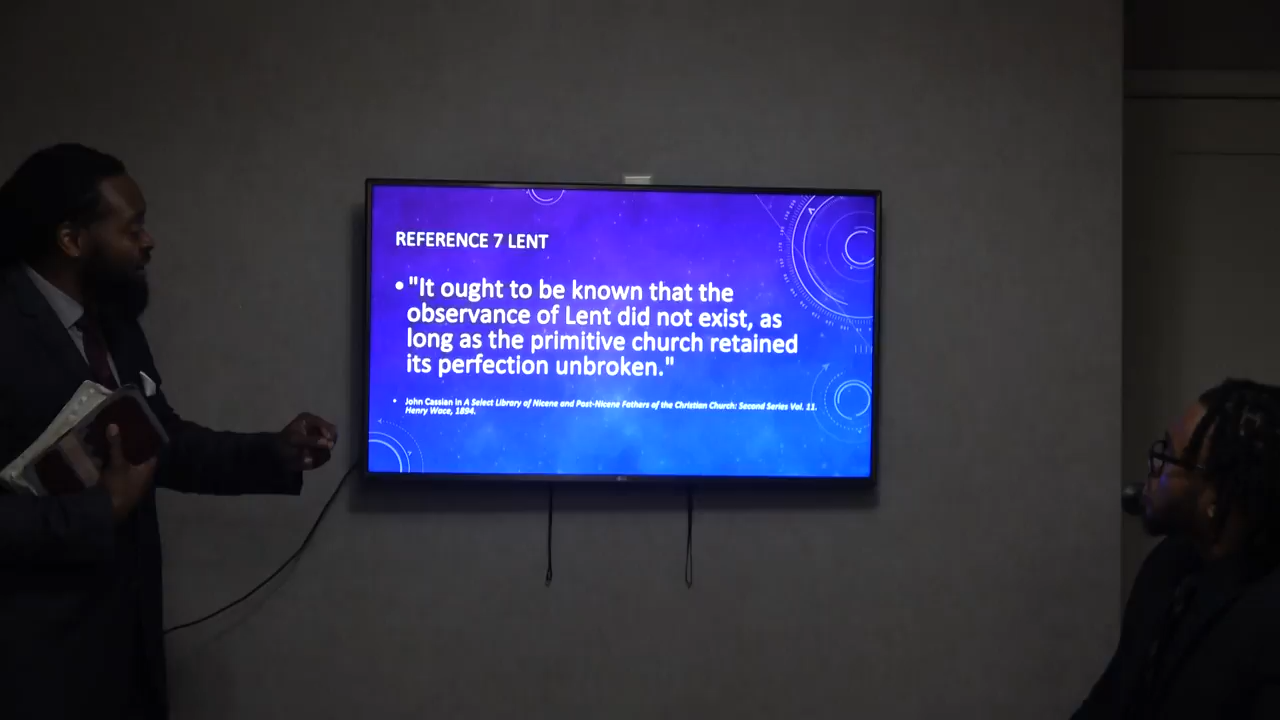 REFERENCE 7 LENT
• "It ought to be known that the
observance of Lent did not exist, as
long as the primitive church retained
its perfection unbroken."
• John Cassian in A Select Library of Nicene and Post-Nicene Fathers of the Christian Church: Second Series Vol. 11.
Henry Wace, 1894.